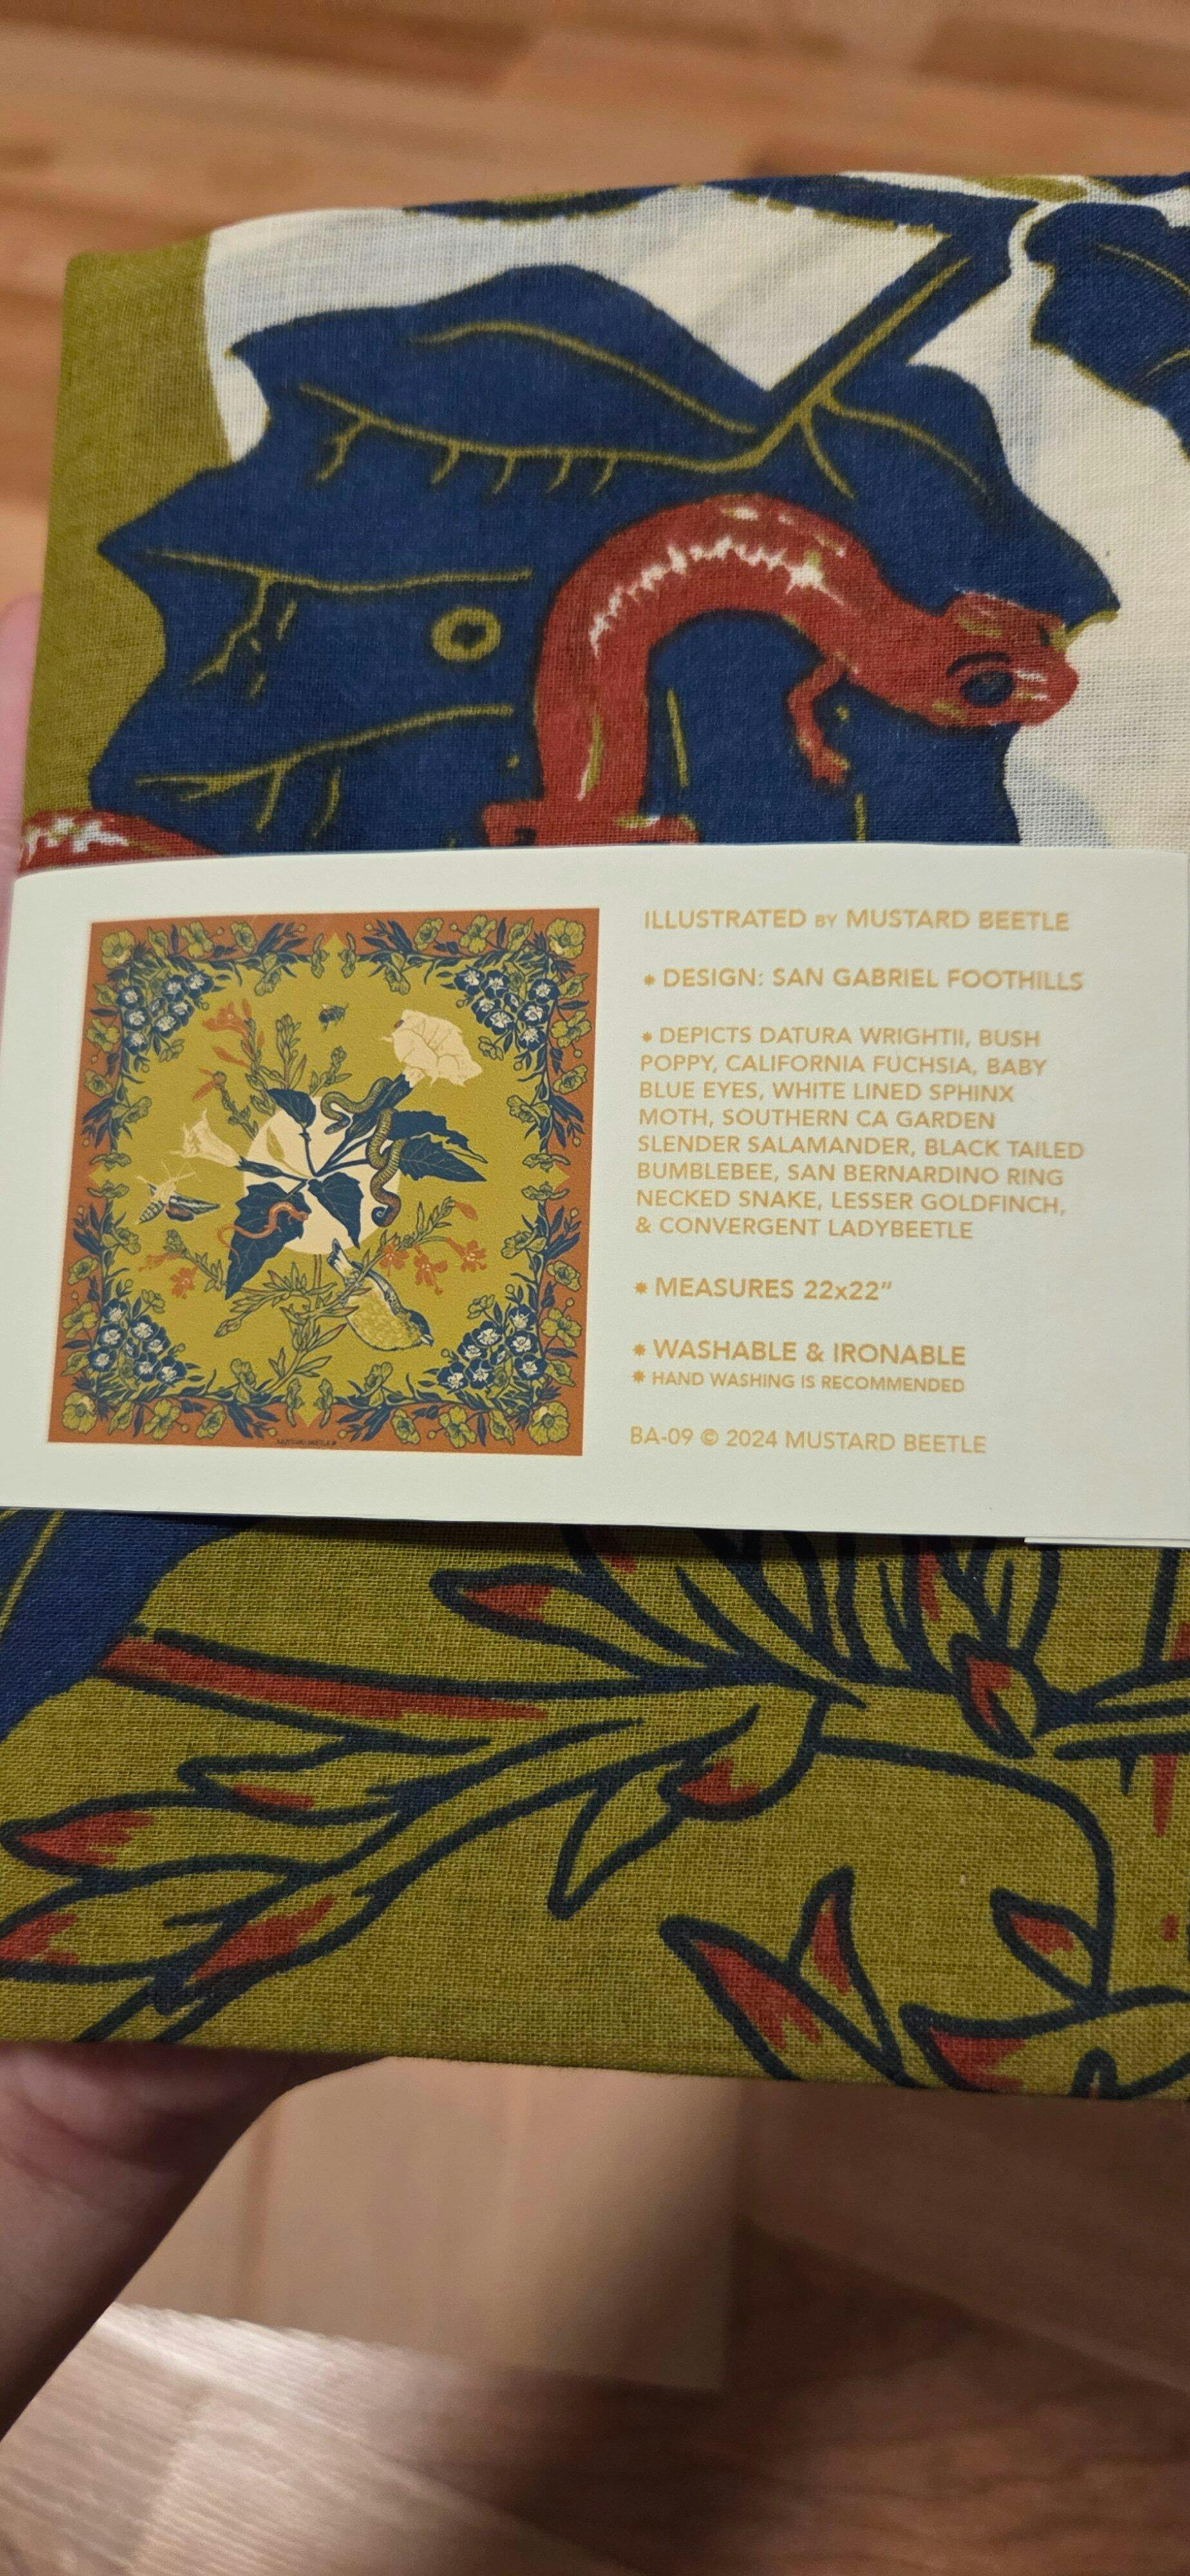 ILLUSTRATED BY MUSTARD BEETLE
* DESIGN: SAN GABRIEL FOOTHILLS
* DEPICTS DATURA WRIGHTII, BUSH
POPPY, CALIFORNIA FUCHSIA, BABY
BLUE EYES, WHITE LINED SPHINX
MOTH, SOUTHERN CA GARDEN
SLENDER SALAMANDER, BLACK TAILED
BUMBLEBEE, SAN BERNARDINO RING
NECKED SNAKE, LESSER GOLDFINCH,
& CONVERGENT LADYBEETLE
* MEASURES 22x22"
* WASHABLE & IRONABLE
* HAND WASHING IS RECOMMENDED
BA-09 © 2024 MUSTARD BEETLE